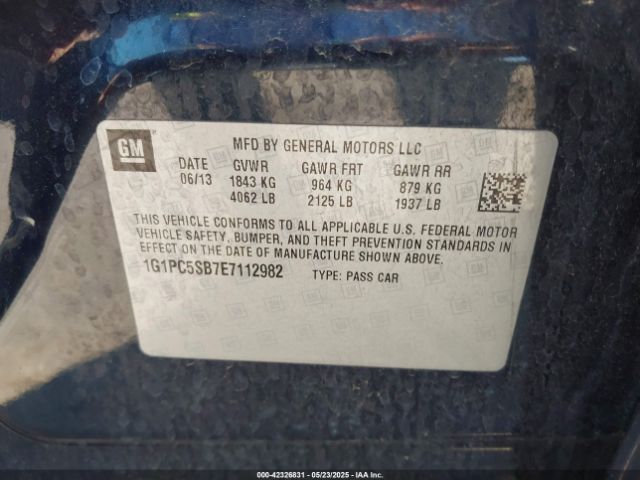 GM
MFD BY GENERAL MOTORS LLC
DATE GVWR GAWR FRT GAWR RR
06/13 1843 KG 964 KG 879 KG
4062 LB 2125 LB 1937 LB
THIS VEHICLE CONFORMS TO ALL APPLICABLE U.S. FEDERAL MOTOR
VEHICLE SAFETY, BUMPER, AND THEFT PREVENTION STANDARDS IN
EFFECT ON THE DATE OF MANUFACTURE SHOWN ABOVE.
1G1PC5SB7E7112982 TYPE: PASS CAR
000-42326831 - 05/23/2025 - IAA, Inc.